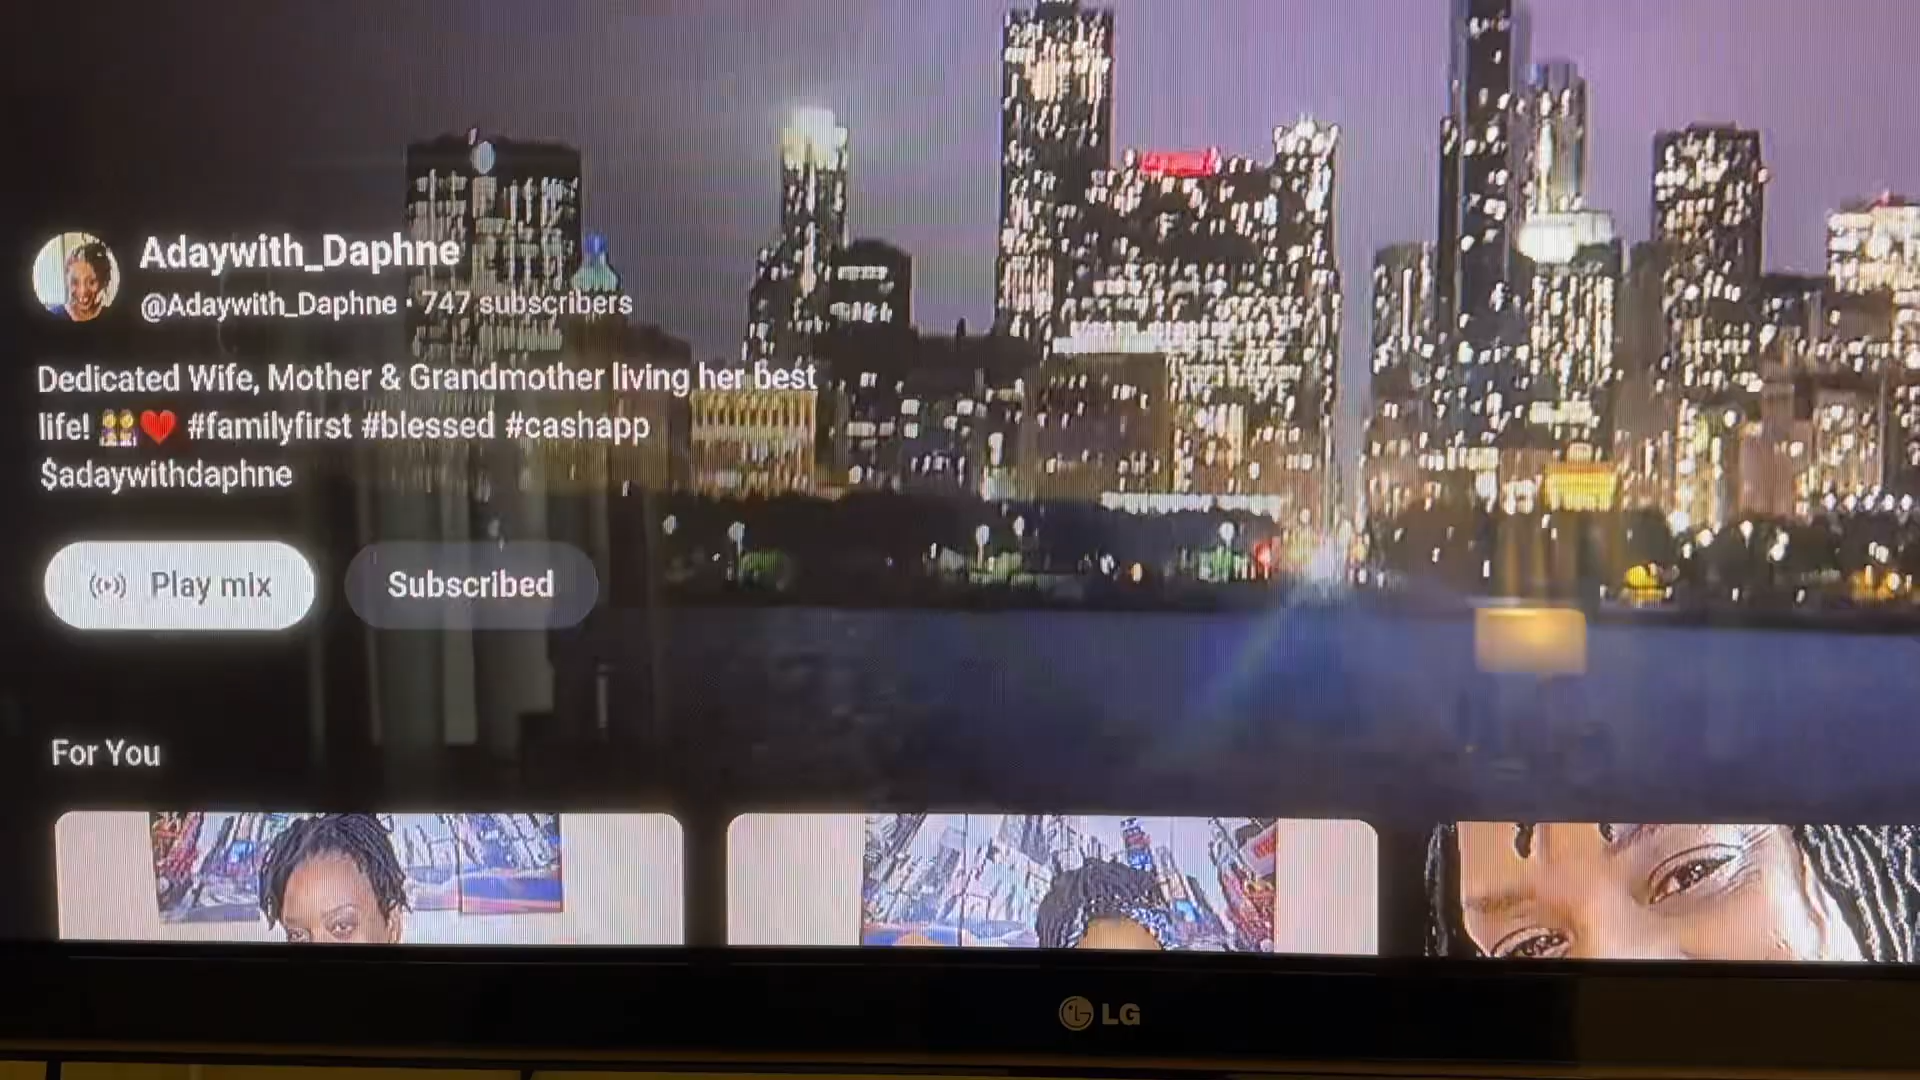 Adaywith_Daphne
@Adaywith_Daphne • 747 subscribers
Dedicated Wife, Mother & Grandmother living her best
life! 👭❤️ #familyfirst #blessed #cashapp
$adaywithdaphne
Play mix
Subscribed
For You
LG